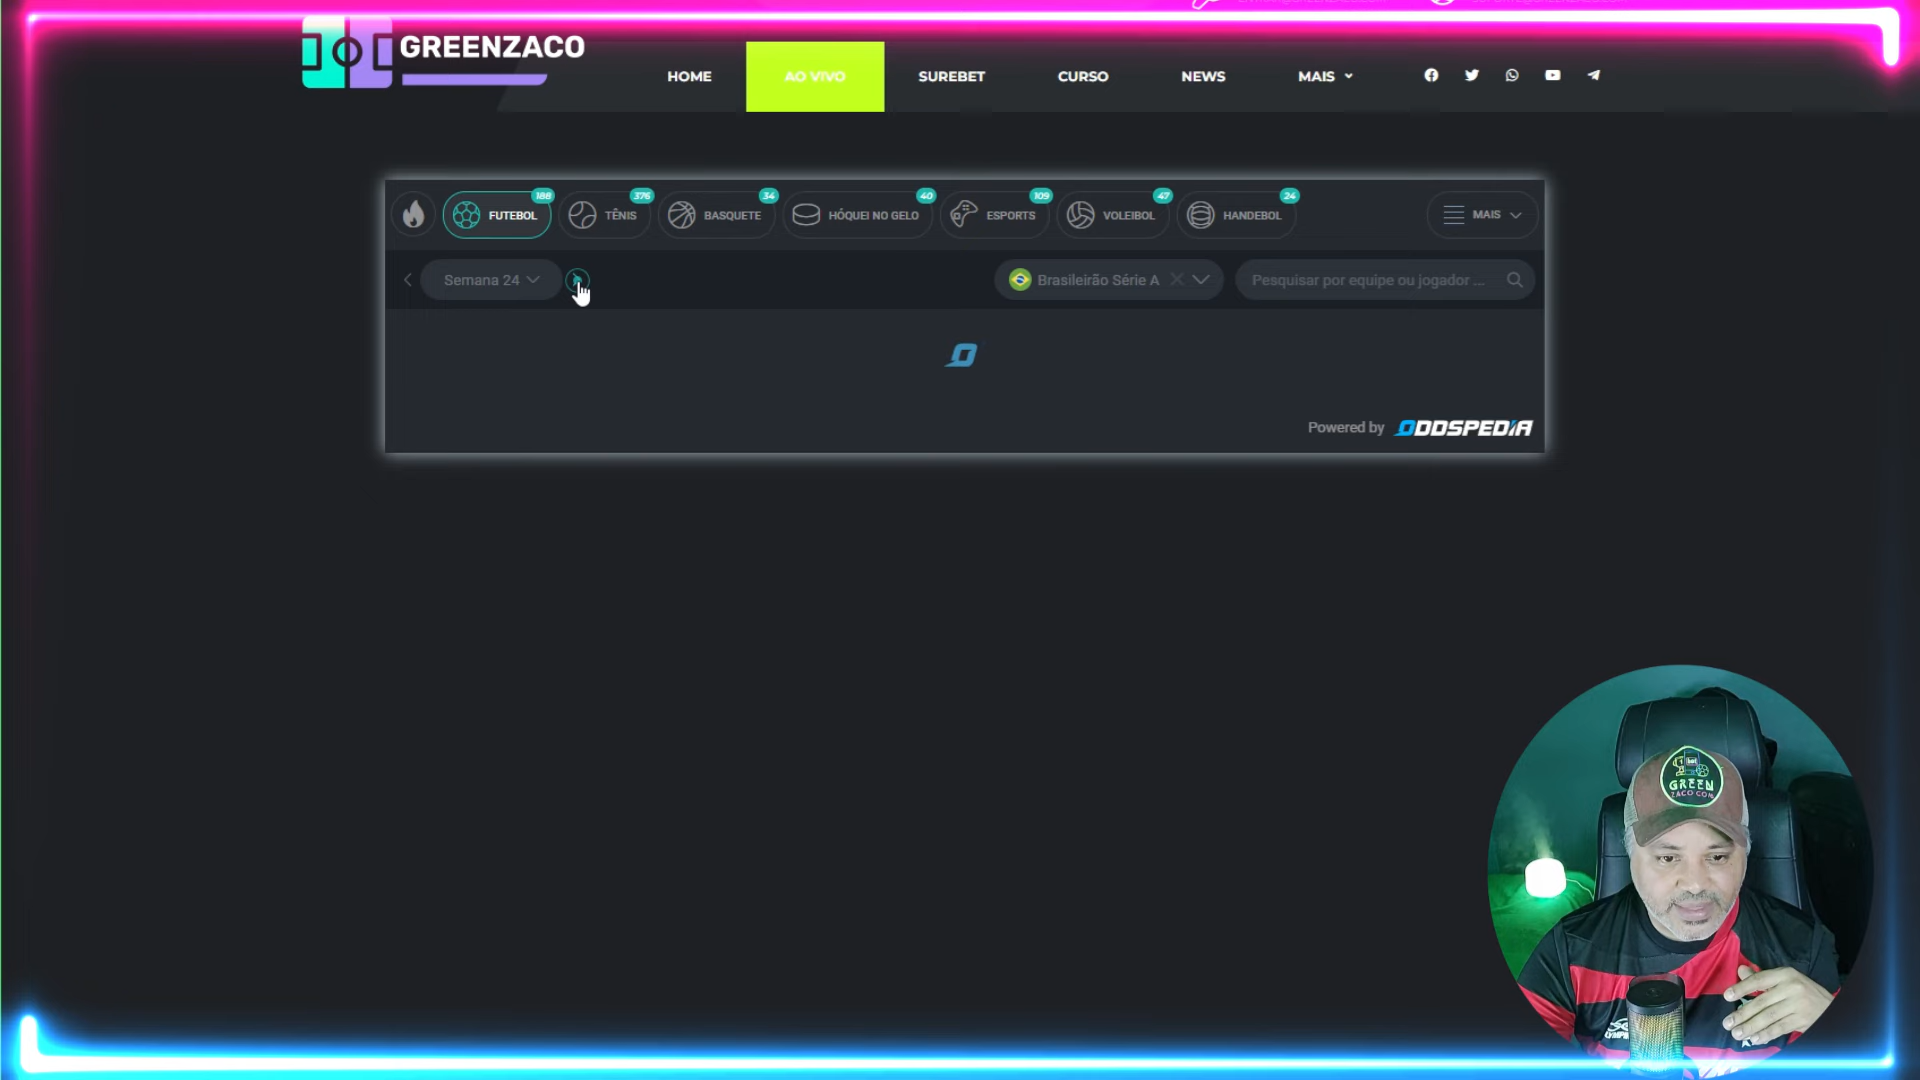 GREENZACO
HOME
AO VIVO
SUREBET
CURSO
NEWS
MAIS
188
376
34
40
109
47
24
FUTEBOL
TÊNIS
BASQUETE
HÓQUEI NO GELO
ESPORTS
VOLEIBOL
HANDEBOL
MAIS
Semana 24
Brasileirão Série A
Pesquisar por equipe ou jogador ...
Powered by ODDSPEDIA
GREEN
ZACO.COM